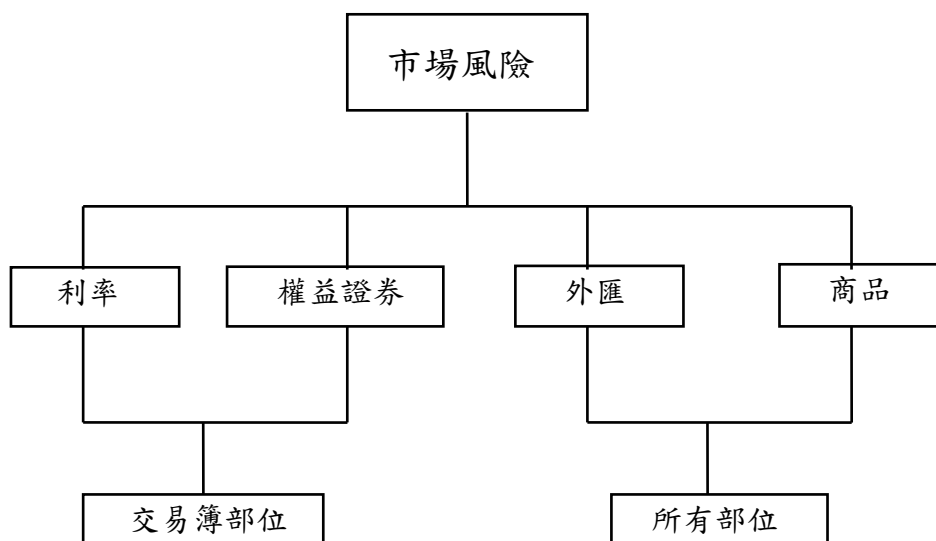 市場風險
利率
權益證券
外匯
商品
交易簿部位
所有部位